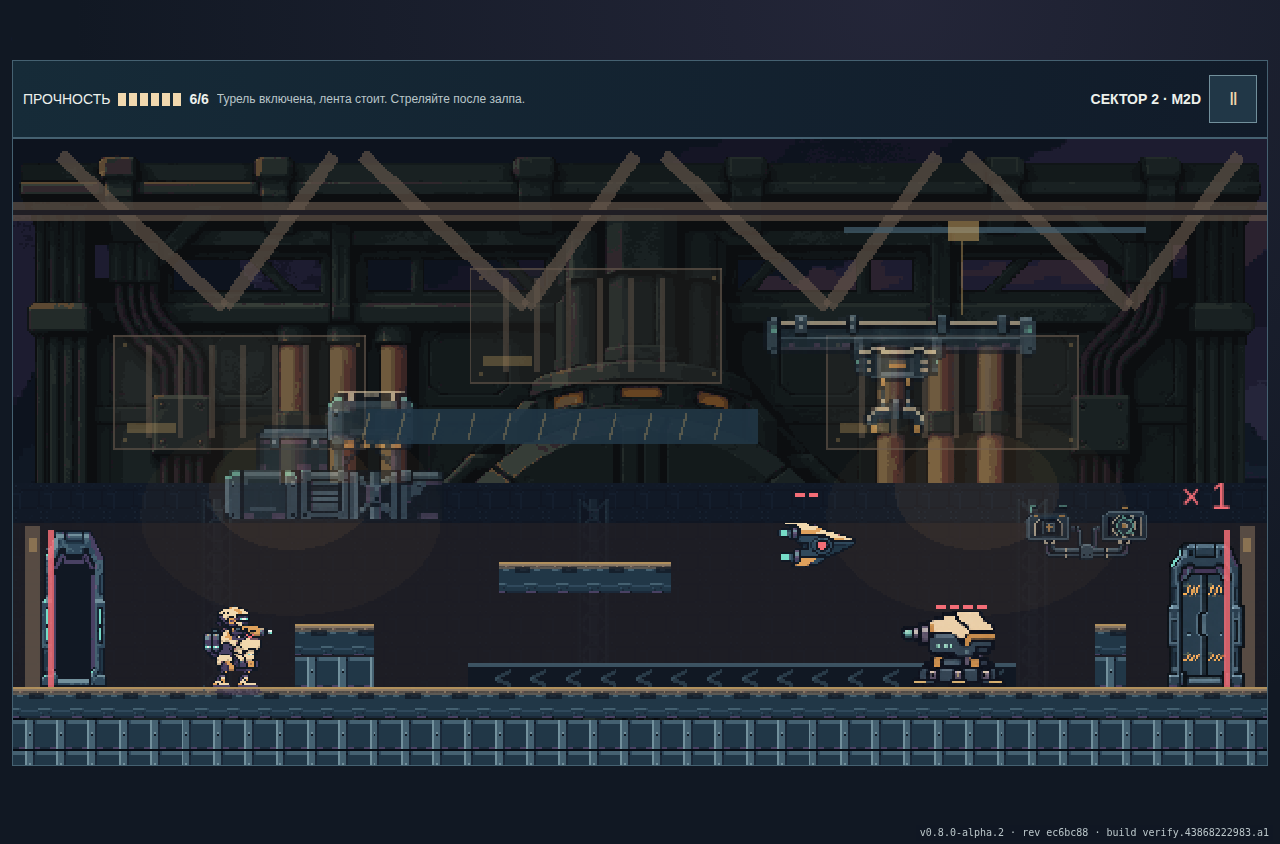 ПРОЧНОСТЬ 6/6 Турель включена, лента стоит. Стреляйте после залпа.
СЕКТОР 2 · M2D
II
× 1
v0.8.0-alpha.2 · rev ec6bc88 · build verify.43868222983.a1